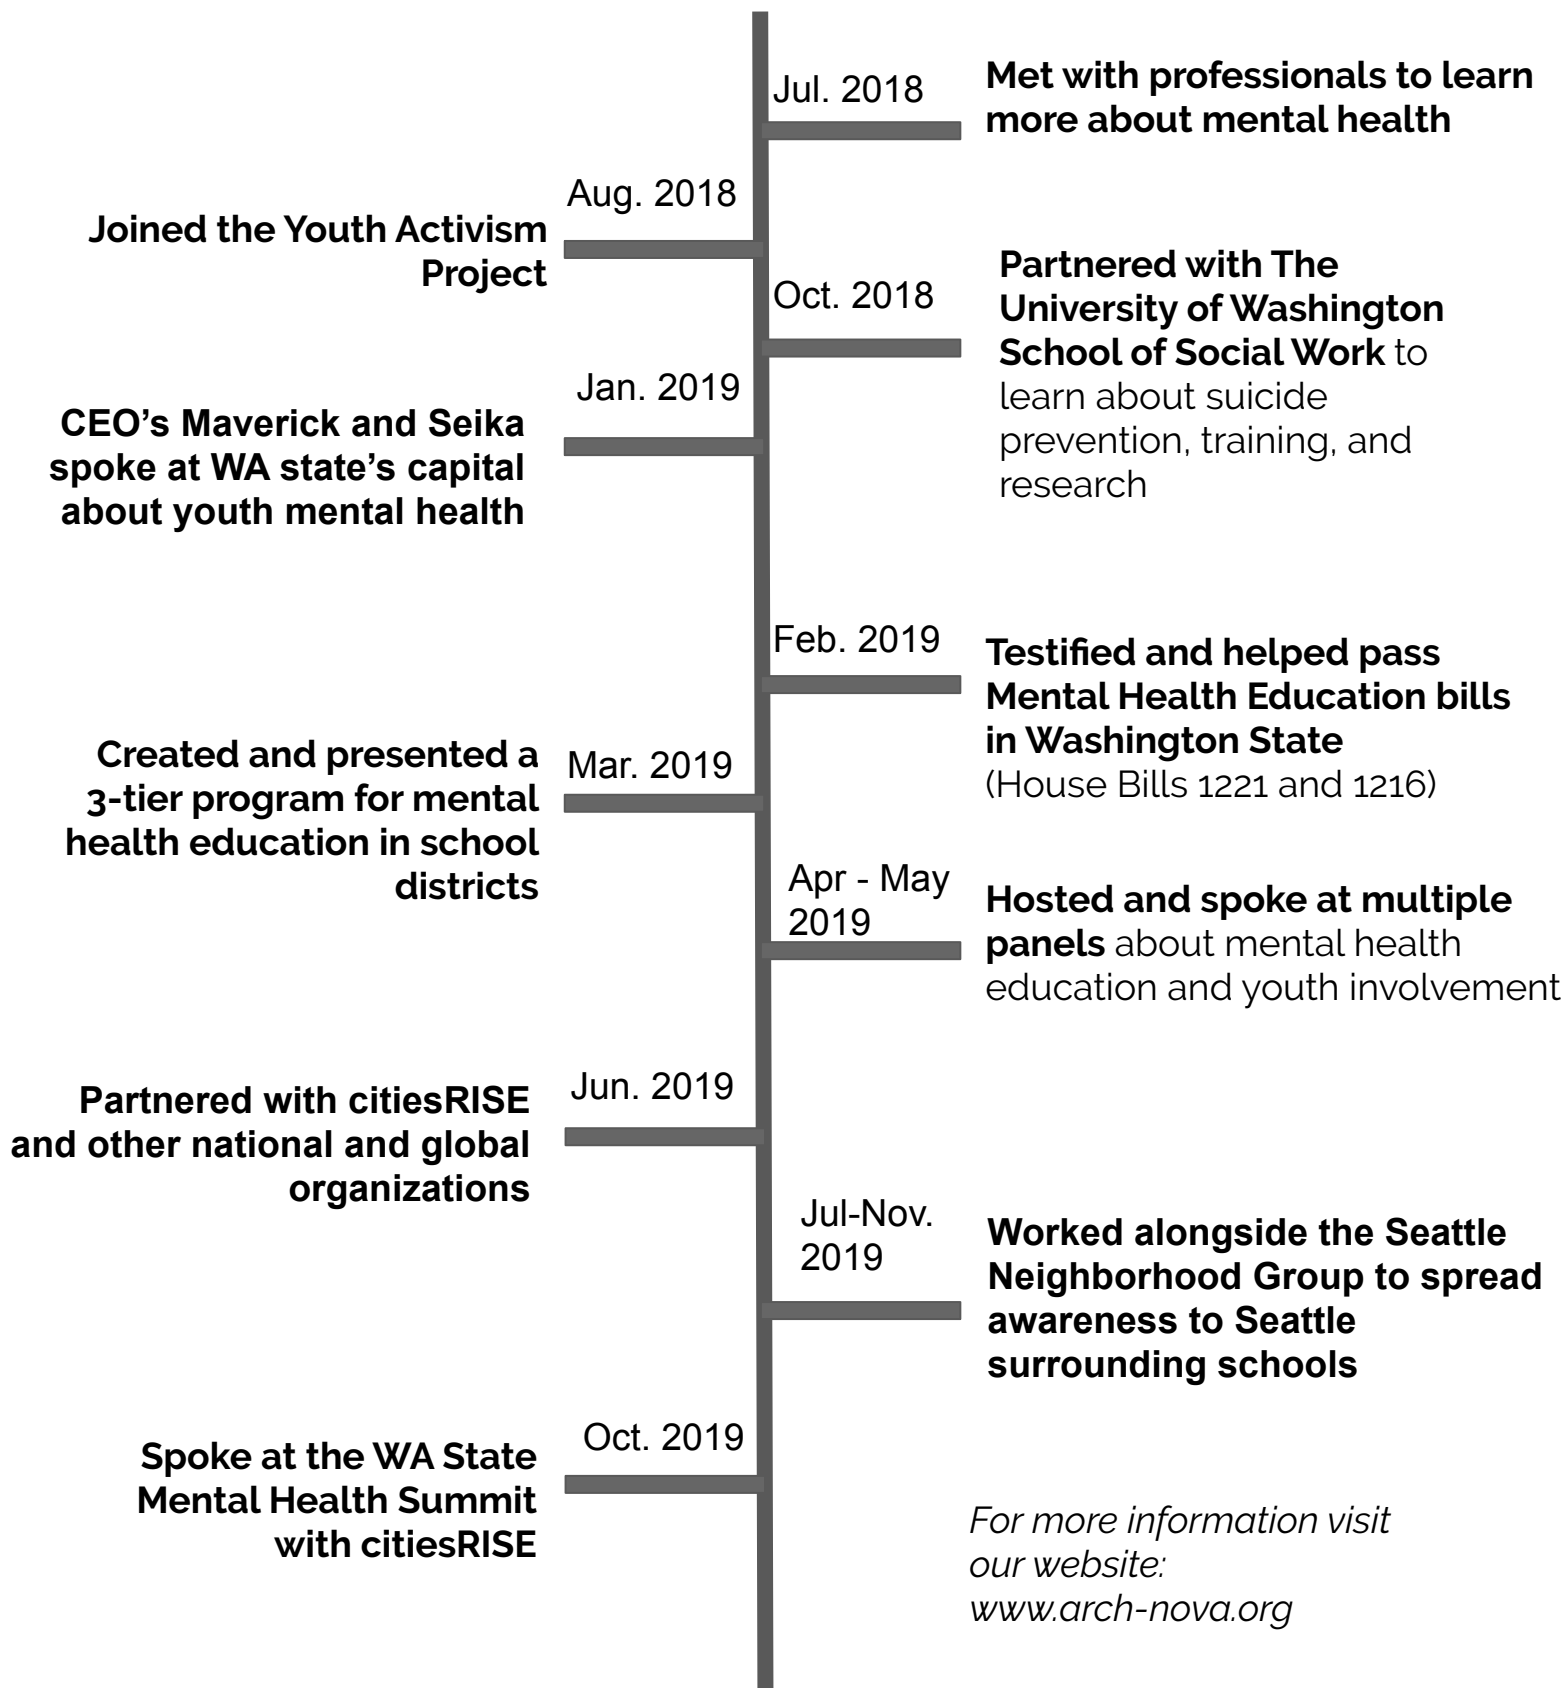 Jul. 2018
Met with professionals to learn
more about mental health
Aug. 2018
Joined the Youth Activism
Project
Oct. 2018
Partnered with The
University of Washington
School of Social Work to
learn about suicide
prevention, training, and
research
Jan. 2019
CEO’s Maverick and Seika
spoke at WA state’s capital
about youth mental health
Feb. 2019
Testified and helped pass
Mental Health Education bills
in Washington State
(House Bills 1221 and 1216)
Mar. 2019
Created and presented a
3-tier program for mental
health education in school
districts
Apr - May
2019
Hosted and spoke at multiple
panels about mental health
education and youth involvement
Jun. 2019
Partnered with citiesRISE
and other national and global
organizations
Jul-Nov.
2019
Worked alongside the Seattle
Neighborhood Group to spread
awareness to Seattle
surrounding schools
Oct. 2019
Spoke at the WA State
Mental Health Summit
with citiesRISE
For more information visit
our website:
www.arch-nova.org